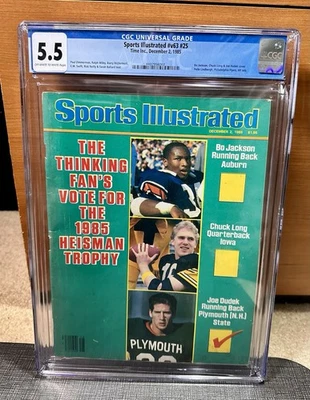 CGC UNIVERSAL GRADE
5.5
Sports Illustrated #v63 #25
Time Inc., December 2, 1985
CGC
Sports Illustrated
DECEMBER 2, 1985
THE
THINKING
FAN'S
VOTE FOR
THE
1985
HEISMAN
TROPHY
Bo Jackson
Running Back
Auburn
Chuck Long
Quarterback
Iowa
Joe Dudek
Running Back
Plymouth [N.H.]
State
PLYMOUTH